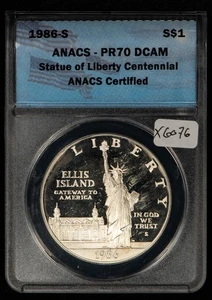 1986-S S$1
ANACS - PR70 DCAM
Statue of Liberty Centennial
ANACS Certified
XG076
LIBERTY
ELLIS
ISLAND
GATEWAY TO
AMERICA
IN GOD
WE
TRUST
S
1986